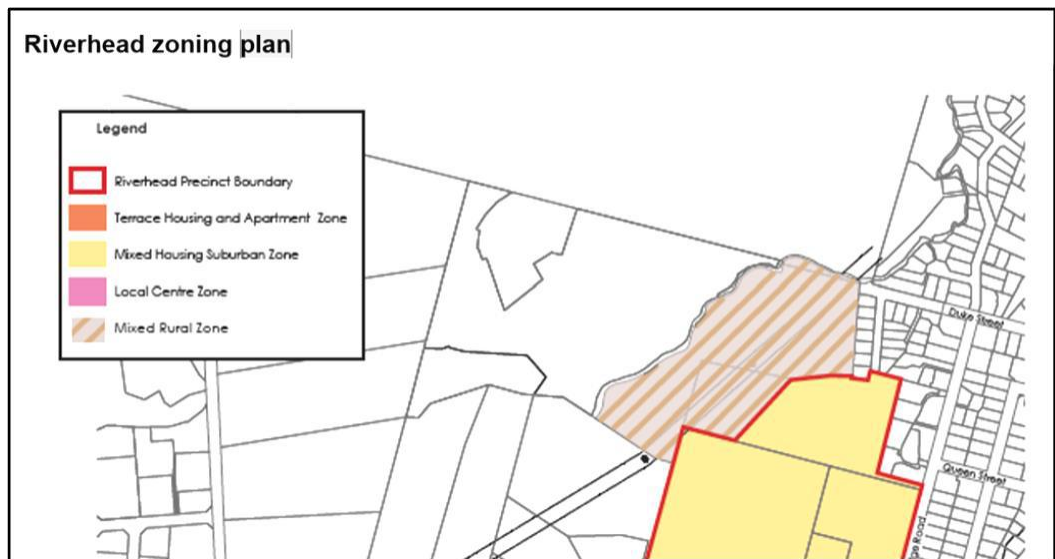 Riverhead zoning plan
Legend
Riverhead Precinct Boundary
Terrace Housing and Apartment Zone
Mixed Housing Suburban Zone
Local Centre Zone
Mixed Rural Zone
Duke Street
Queen Street
Road